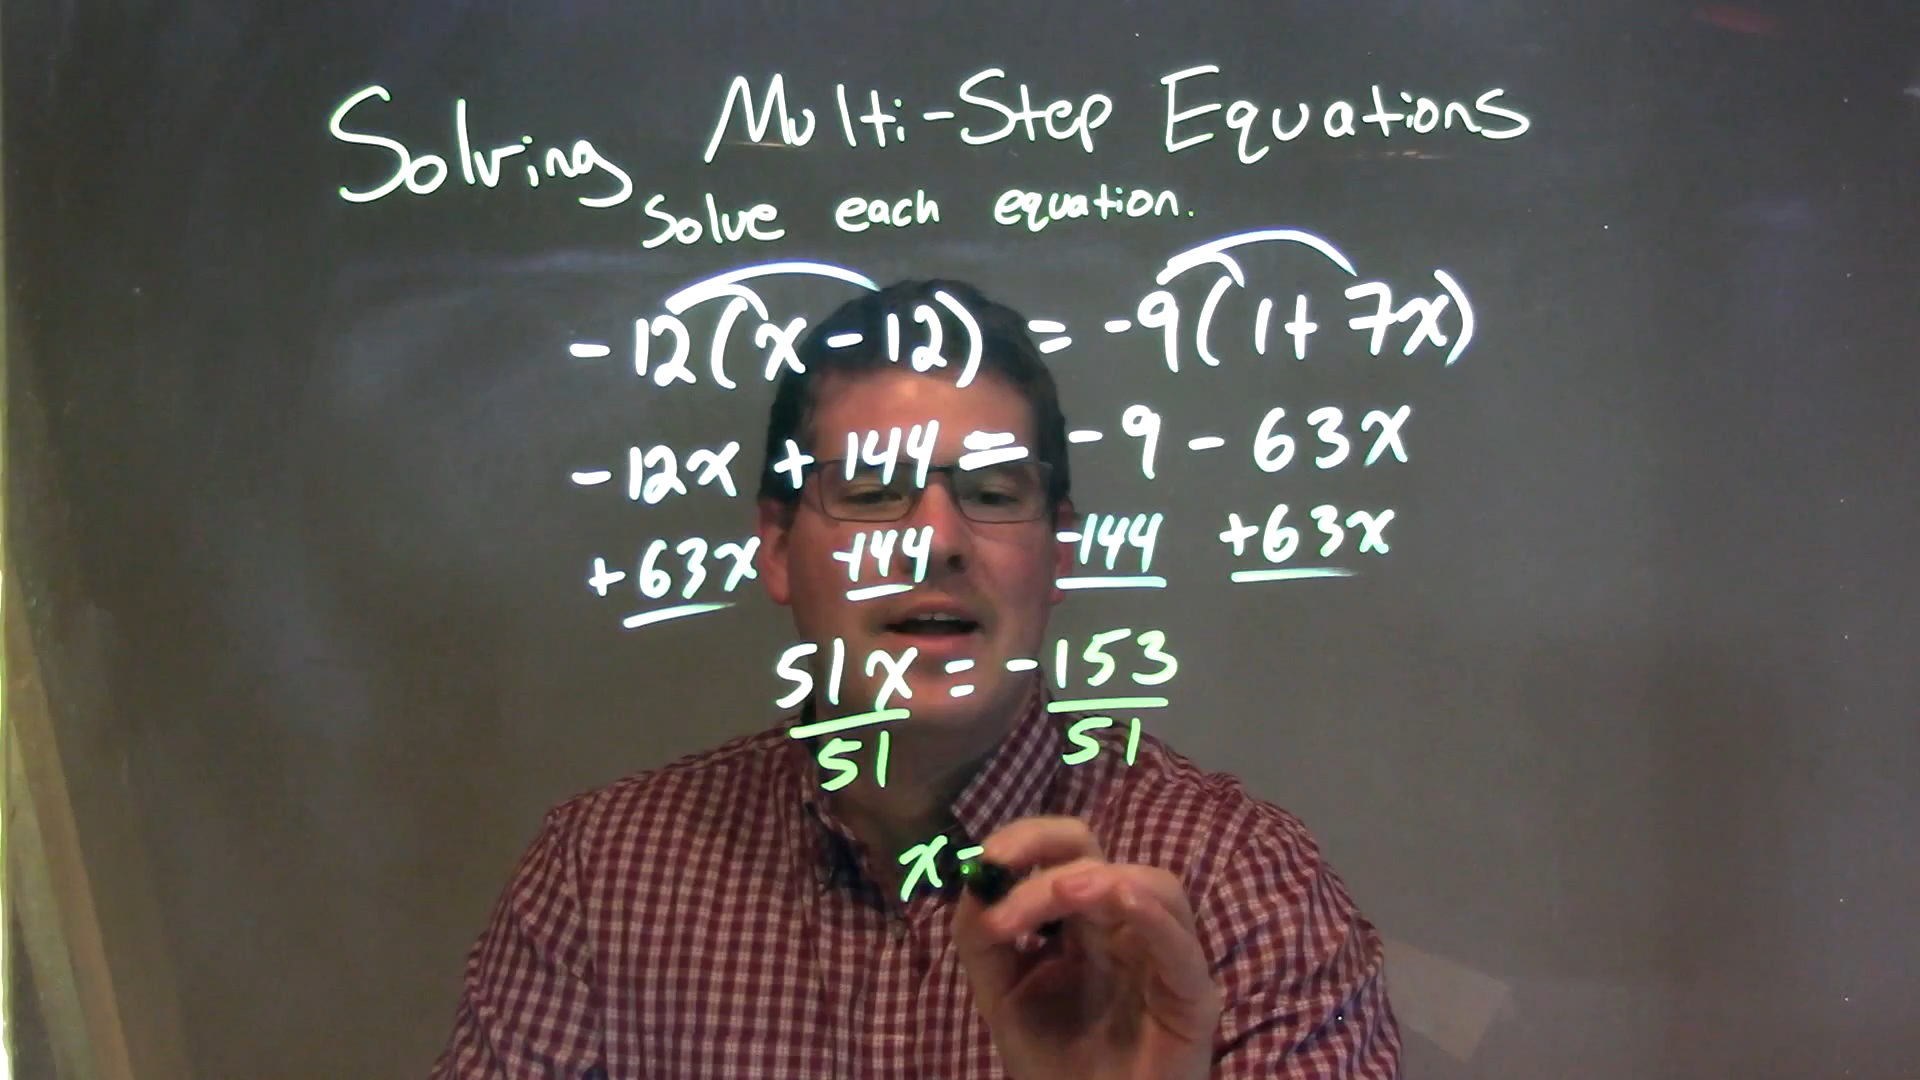 Solving Multi-Step Equations
Solve each equation.
-12(x-12) = -9(1+7x)
-12x + 144 = -9 - 63x
+63x -144 -144 +63x
51x = -153
51 51
x=